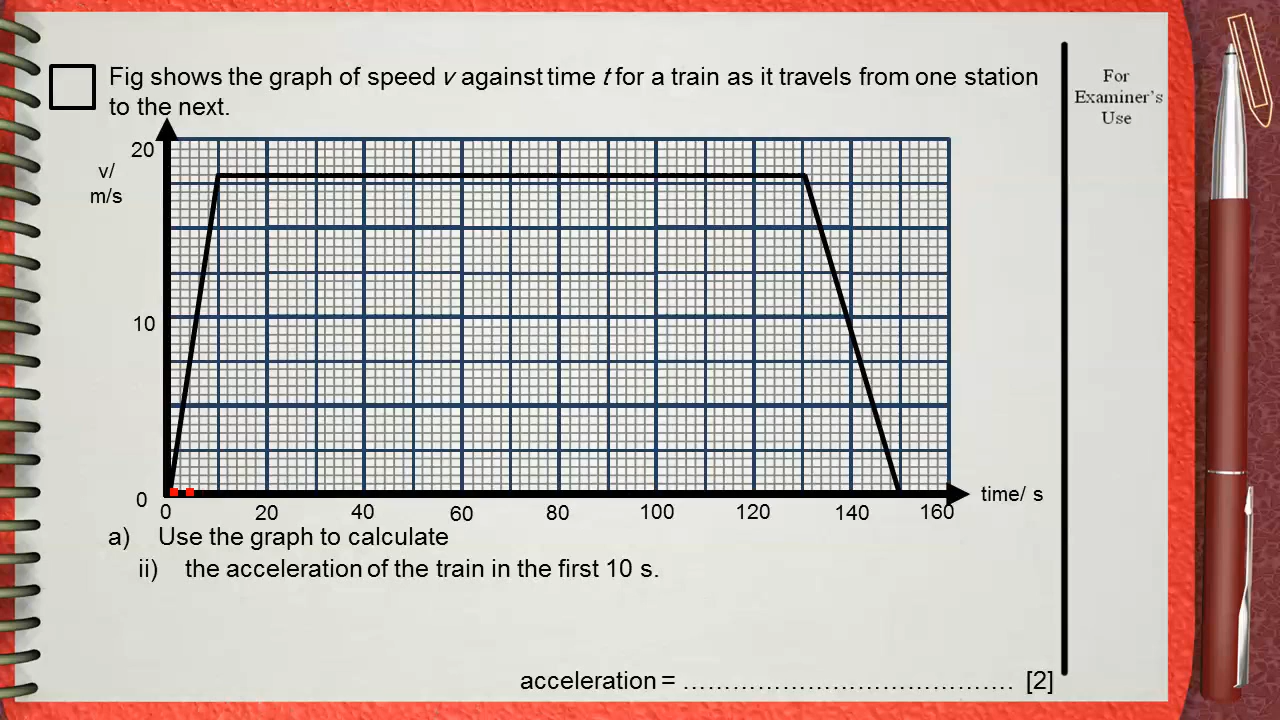 Fig shows the graph of speed v against time t for a train as it travels from one station
to the next.
For
Examiner's
Use
20
v/
m/s
10
0
0 20 40 60 80 100 120 140 160
time/ s
a) Use the graph to calculate
ii) the acceleration of the train in the first 10 s.
acceleration = …………………………………. [2]